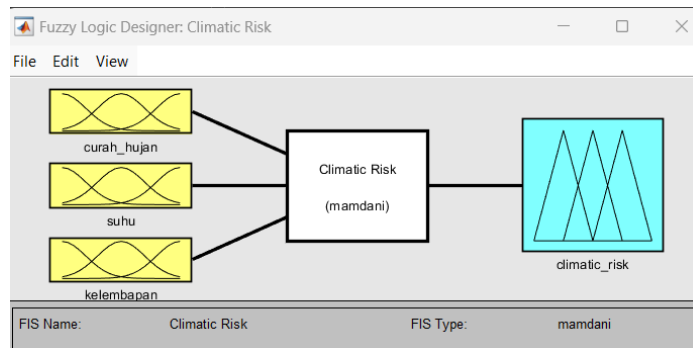 Fuzzy Logic Designer: Climatic Risk
File Edit View
curah_hujan
suhu
kelembapan
Climatic Risk
(mamdani)
climatic_risk
FIS Name: Climatic Risk FIS Type: mamdani